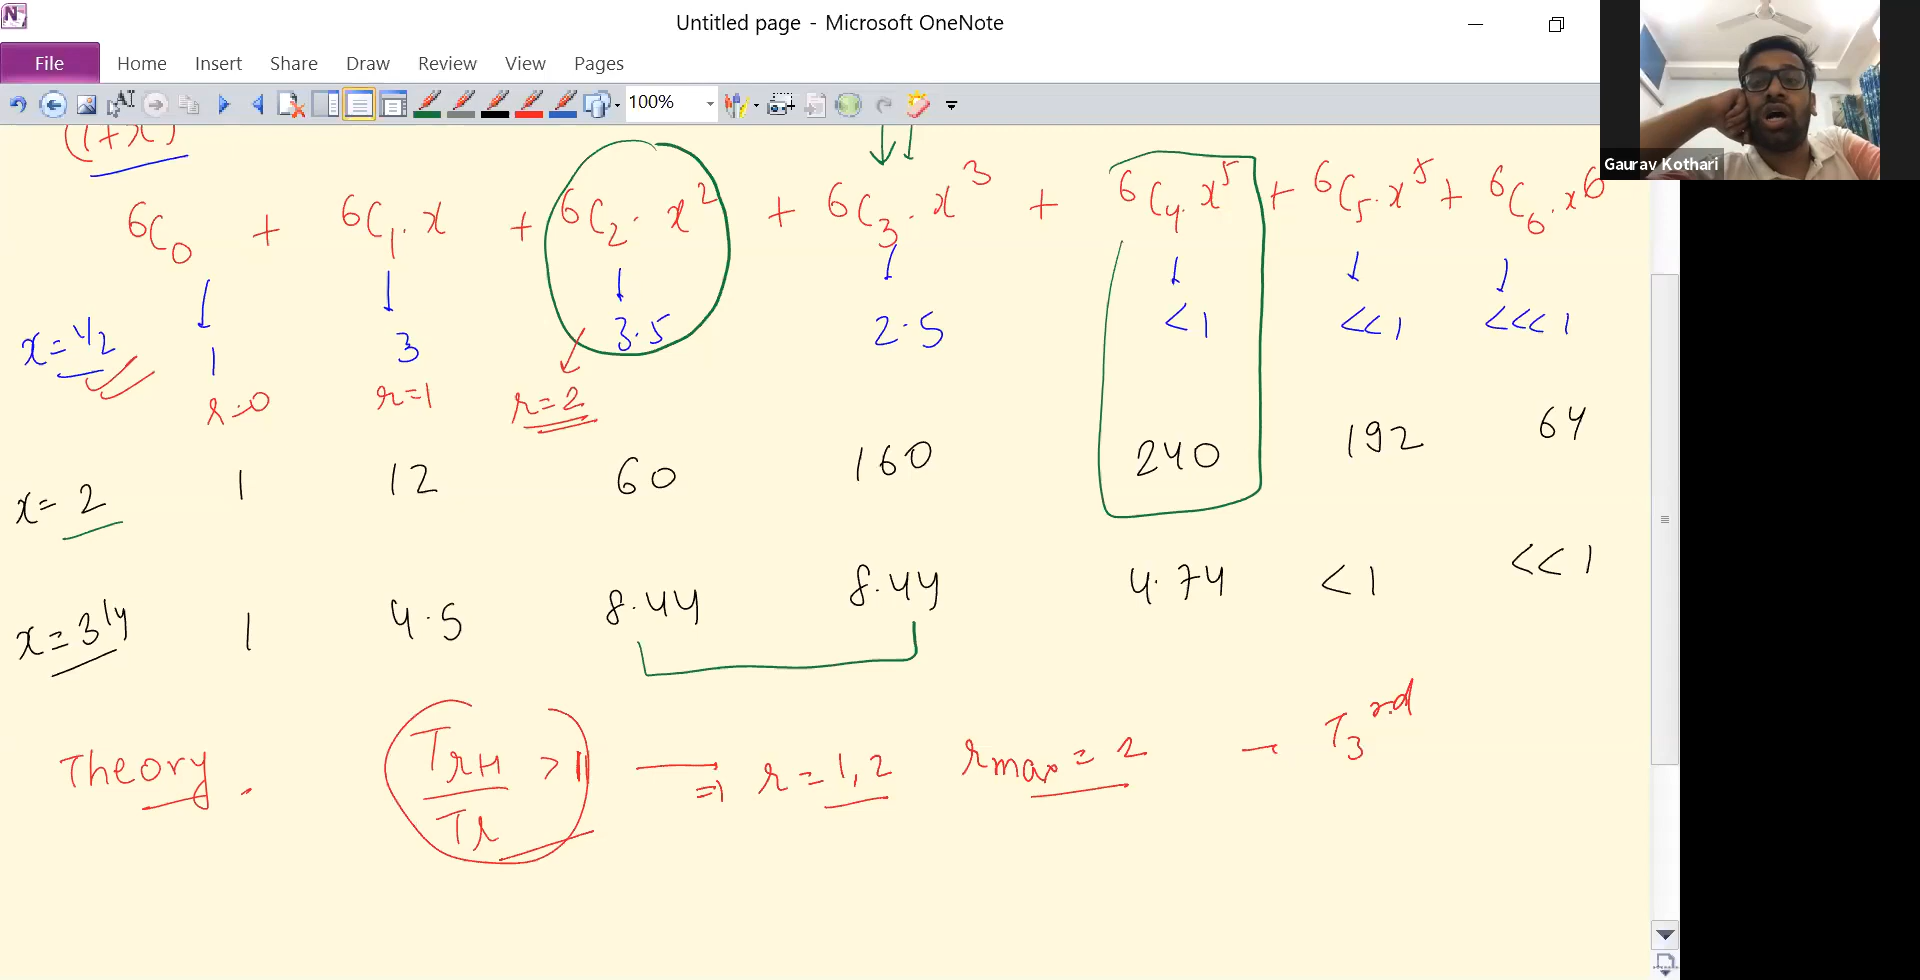 Untitled page - Microsoft OneNote
File Home Insert Share Draw Review View Pages
100%
Gaurav Kothari
(1+x)
⁶C₀ + ⁶C₁·x + ⁶C₂·x² + ⁶C₃·x³ + ⁶C₄·x⁵ + ⁶C₅·x⁵ + ⁶C₆·x⁶
x=1/2 1 3 3.5 2.5 <1 <<1 <<<1
r=0 r=1 r=2
x=2 1 12 60 160 240 192 64
x=3/4 1 4.5 8.44 8.44 4.74 <1 <<1
Theory. Tr+1/Tr >1 ⇒ r=1,2 rmax=2 → T₃rd